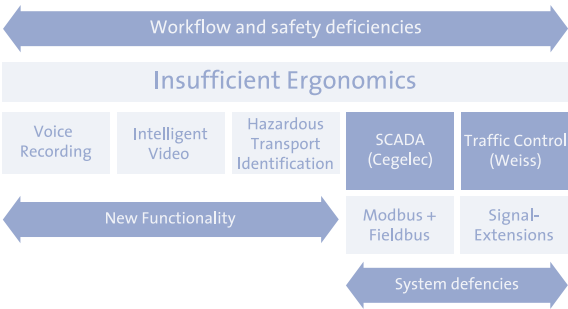 Workflow and safety deficiencies
Insufficient Ergonomics
Voice
Recording
Intelligent
Video
Hazardous
Transport
Identification
SCADA
(Cegelec)
Traffic Control
(Weiss)
New Functionality
Modbus +
Fieldbus
Signal-
Extensions
System defencies